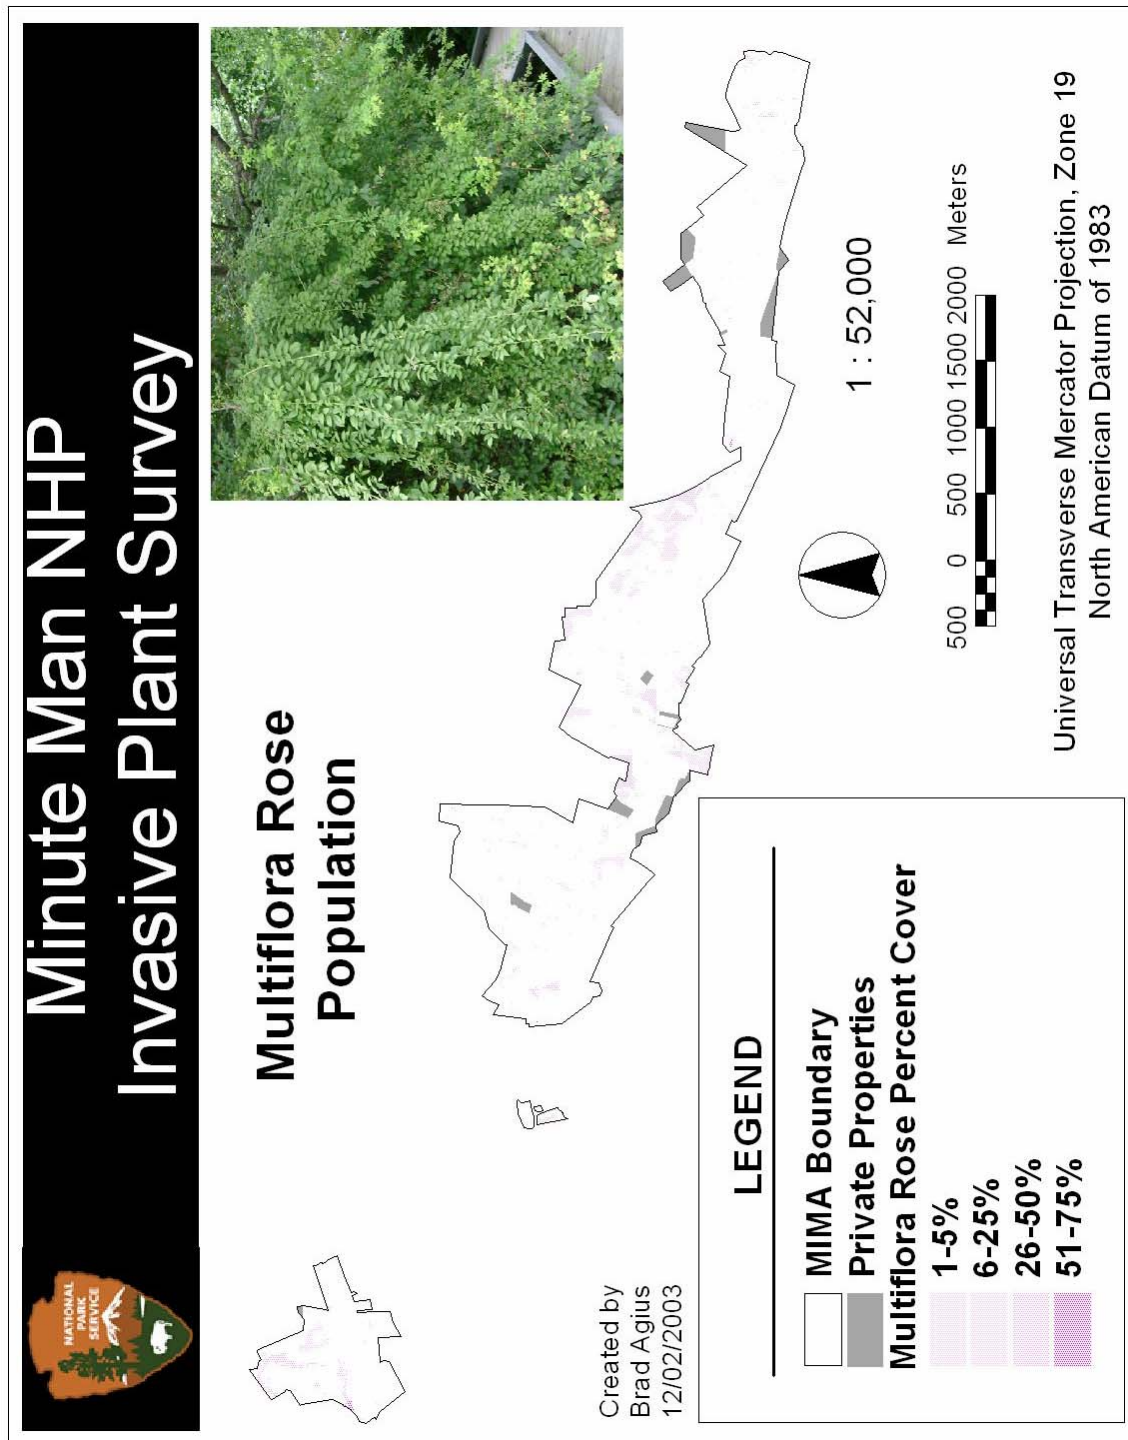 NATIONAL
PARK
SERVICE
Minute Man NHP
Invasive Plant Survey
Multiflora Rose
Population
Created by
Brad Agius
12/02/2003
LEGEND
MIMA Boundary
Private Properties
Multiflora Rose Percent Cover
1-5%
6-25%
26-50%
51-75%
1 : 52,000
500 0 500 1000 1500 2000 Meters
Universal Transverse Mercator Projection, Zone 19
North American Datum of 1983